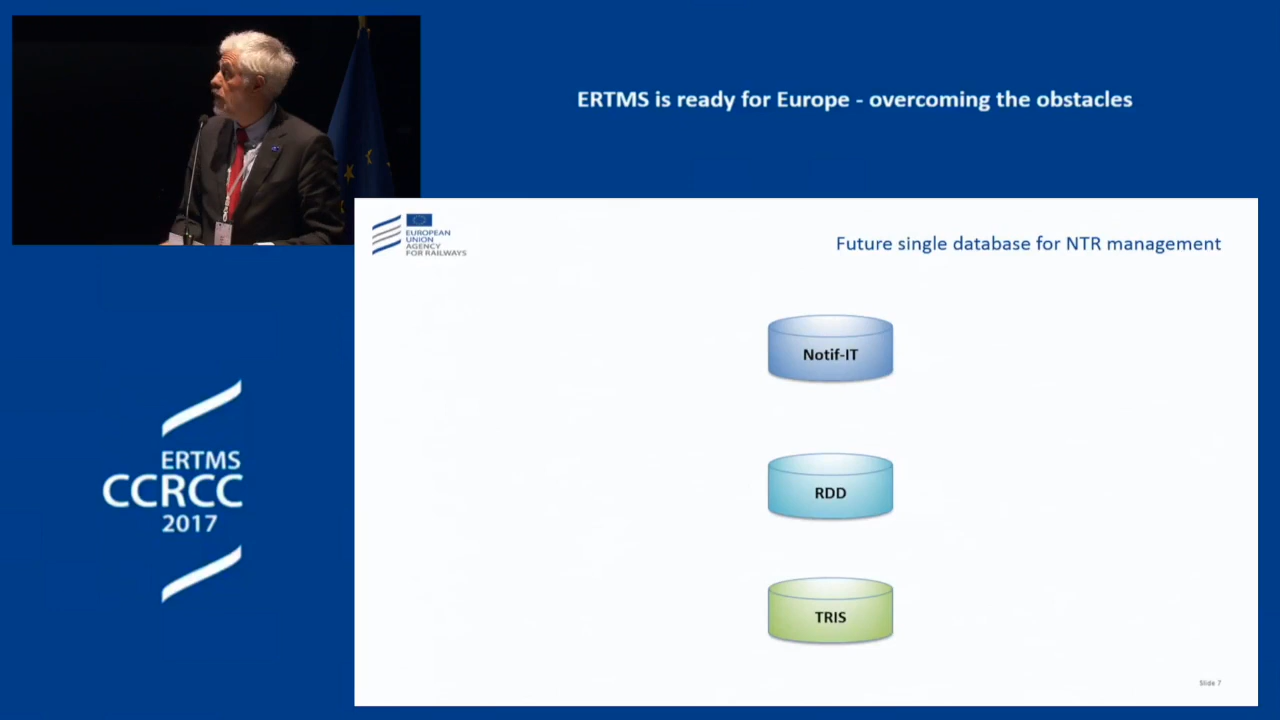 ERTMS is ready for Europe - overcoming the obstacles
EUROPEAN
UNION
AGENCY
FOR RAILWAYS
Future single database for NTR management
Notif-IT
RDD
TRIS
Slide 7
ERTMS
CCRCC
2017